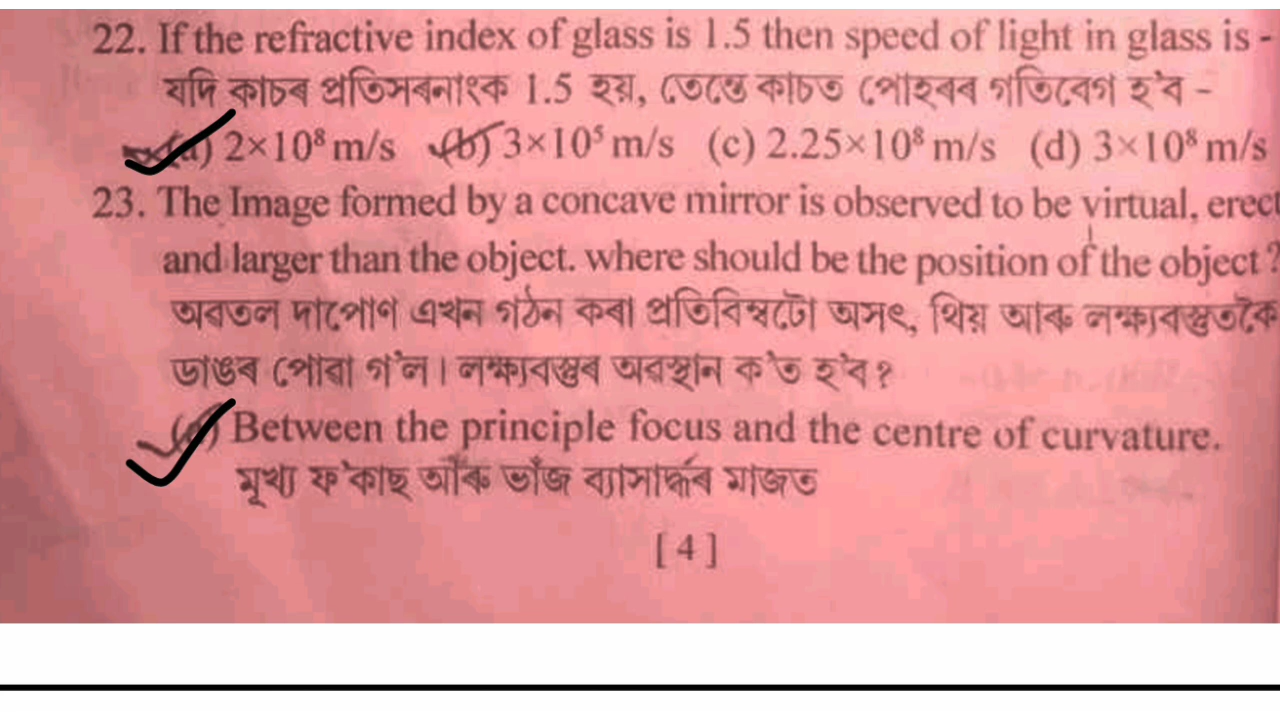 22. If the refractive index of glass is 1.5 then speed of light in glass is -
যদি কাচৰ প্ৰতিসৰনাংক 1.5 হয়, তেন্তে কাচত পোহৰৰ গতিবেগ হ'ব -
(a) 2×10⁸ m/s (b) 3×10⁵ m/s (c) 2.25×10⁸ m/s (d) 3×10⁸ m/s
23. The Image formed by a concave mirror is observed to be virtual, erect
and larger than the object. where should be the position of the object ?
অৱতল দাপোণ এখন গঠন কৰা প্ৰতিবিম্বটো অসৎ, থিয় আৰু লক্ষ্যবস্তুতকৈ
ডাঙৰ পোৱা গ'ল। লক্ষ্যবস্তুৰ অৱস্থান ক'ত হ'ব?
(a) Between the principle focus and the centre of curvature.
মূখ্য ফ'কাছ আঁৰু ভাঁজ ব্যাসাৰ্দ্ধৰ মাজত
[ 4 ]